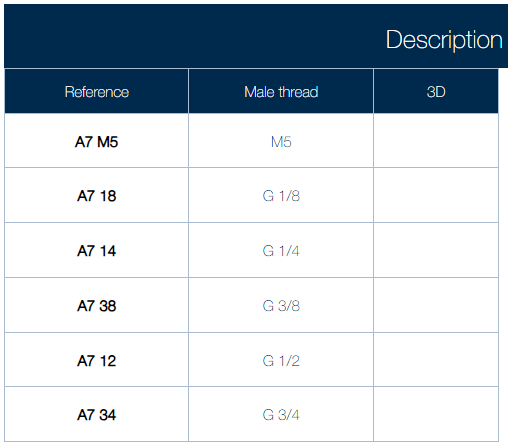 Description
Reference Male thread 3D
A7 M5 M5
A7 18 G 1/8
A7 14 G 1/4
A7 38 G 3/8
A7 12 G 1/2
A7 34 G 3/4